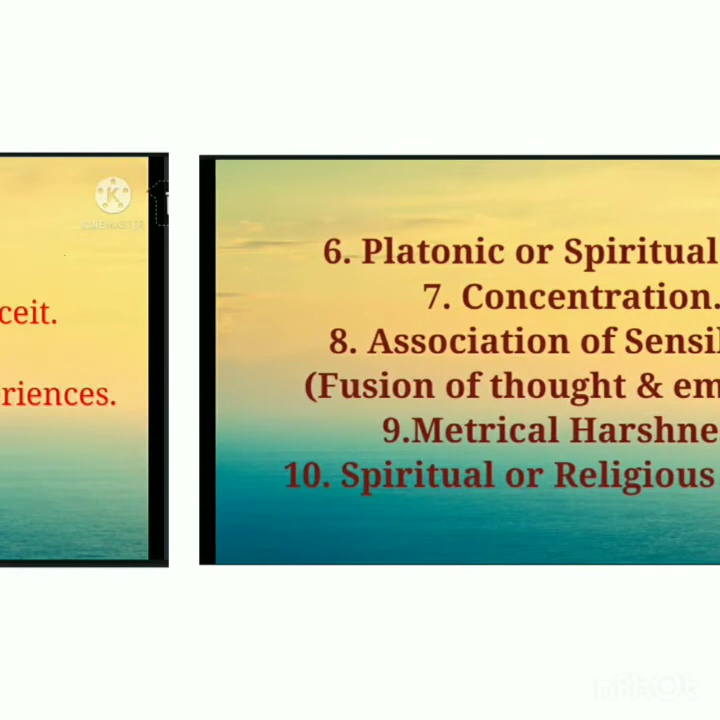 KINEMASTER
ceit.
riences.
6. Platonic or Spiritual
7. Concentration.
8. Association of Sensi
(Fusion of thought & em
9.Metrical Harshne
10. Spiritual or Religious